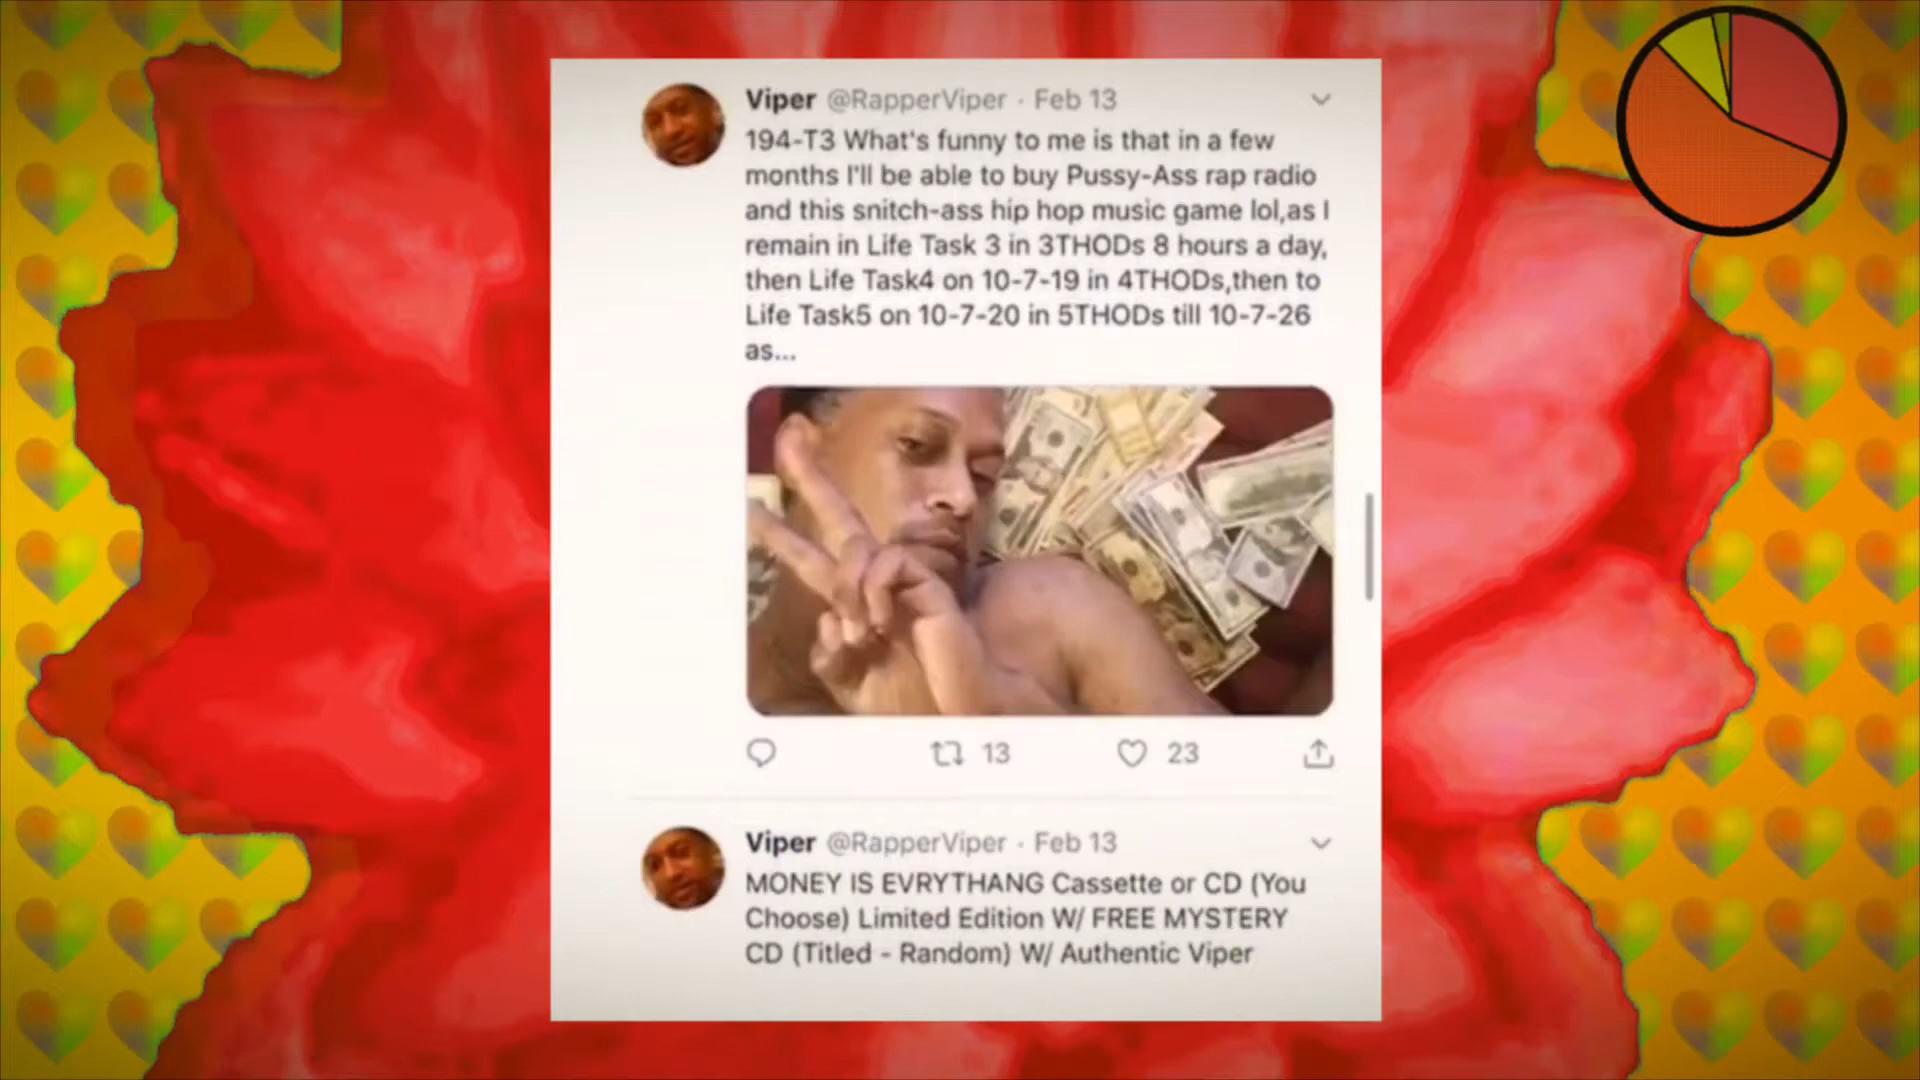 Viper @RapperViper · Feb 13
194-T3 What's funny to me is that in a few
months I'll be able to buy Pussy-Ass rap radio
and this snitch-ass hip hop music game lol,as I
remain in Life Task 3 in 3THODs 8 hours a day,
then Life Task4 on 10-7-19 in 4THODs,then to
Life Task5 on 10-7-20 in 5THODs till 10-7-26
as...
13 23
Viper @RapperViper · Feb 13
MONEY IS EVRYTHANG Cassette or CD (You
Choose) Limited Edition W/ FREE MYSTERY
CD (Titled - Random) W/ Authentic Viper